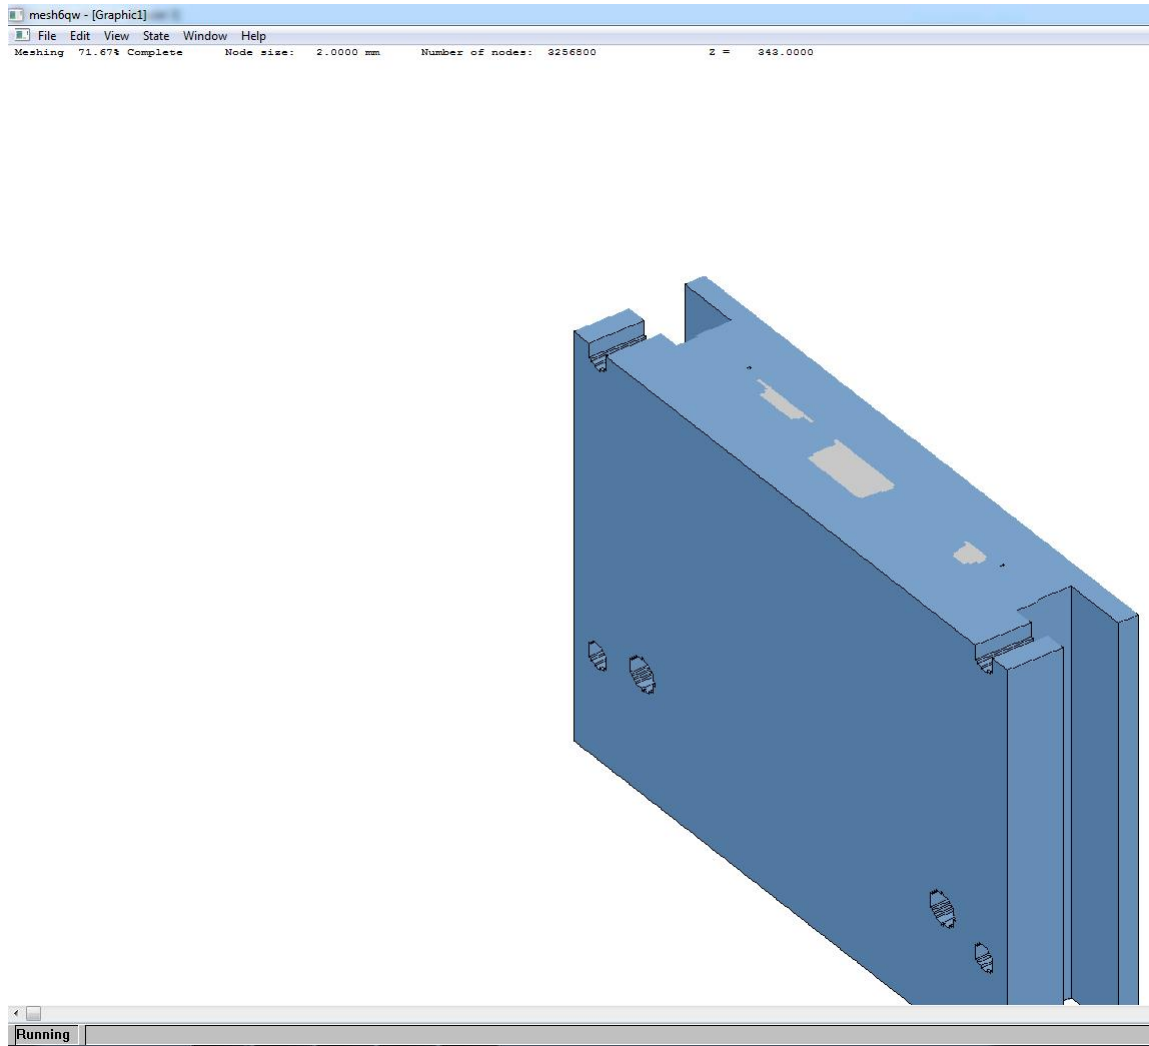 mesh6qw - [Graphic1]
File Edit View State Window Help
Meshing 71.67% Complete Node size: 2.0000 mm Number of nodes: 3256800 Z = 343.0000
Running